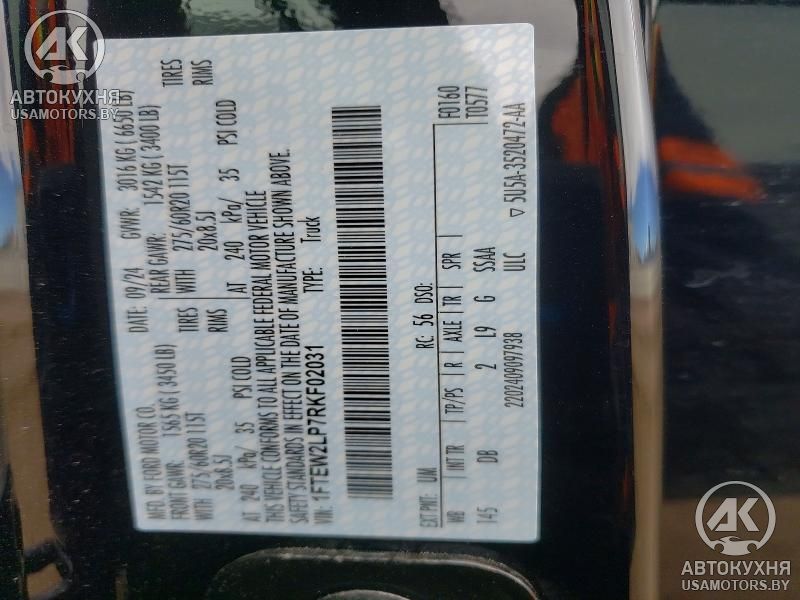 AK
АВТОКУХНЯ
USAMOTORS.BY
MFD. BY FORD MOTOR CO. DATE: 09/24 GVWR: 3016 KG ( 6650 LB)
FRONT GAWR: 1565 KG ( 3450 LB) REAR GAWR: 1542 KG ( 3400 LB)
WITH 275/60R20 115T TIRES WITH 275/60R20 115T TIRES
20x8.5J RIMS 20x8.5J RIMS
AT 240 kPa/ 35 PSI COLD AT 240 kPa/ 35 PSI COLD
THIS VEHICLE CONFORMS TO ALL APPLICABLE FEDERAL MOTOR VEHICLE
SAFETY STANDARDS IN EFFECT ON THE DATE OF MANUFACTURE SHOWN ABOVE.
VIN: 1FTEW2LP7RKF02031 TYPE: Truck
F0160
T0577
EXT PNT: UM RC: 56 DSO:
WB INT TR TP/PS R AXLE TR SPR
145 DB 2 L9 G SSAA
2202409097938 ULC ▽ 5U5A-3520472-AA
AK
АВТОКУХНЯ
USAMOTORS.BY